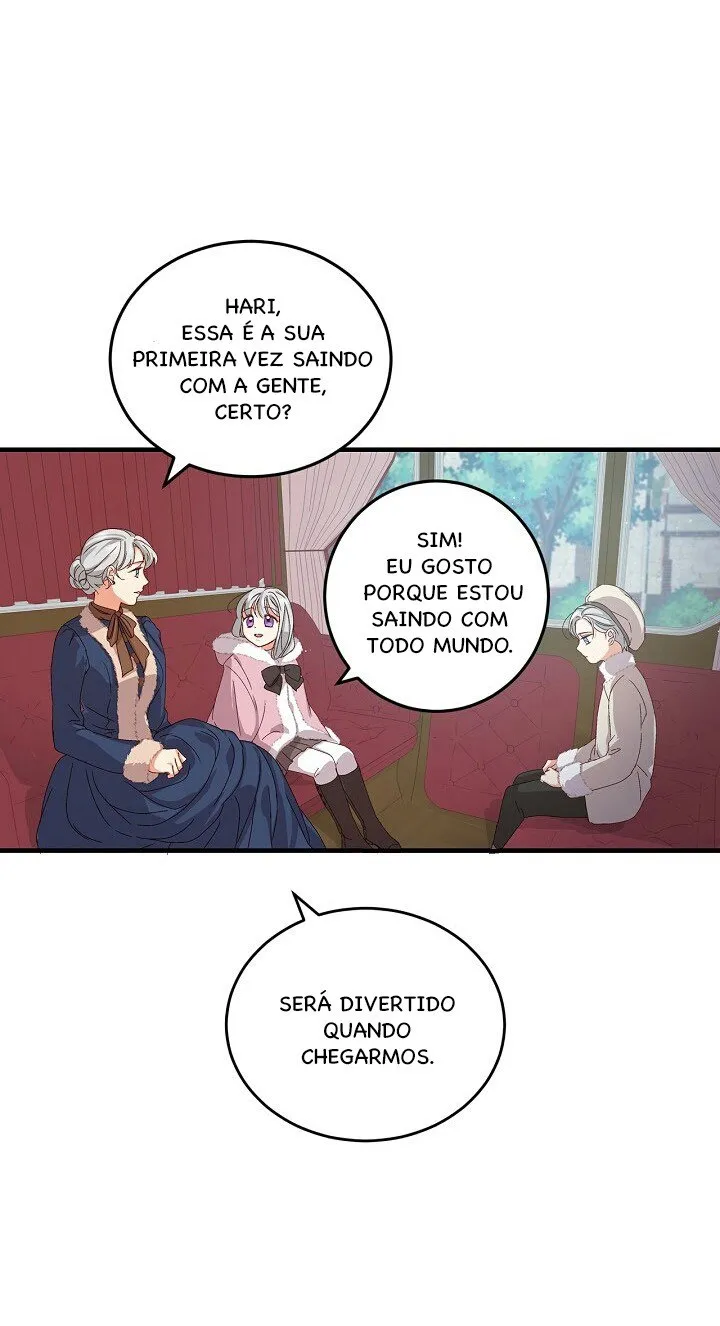 HARI,
ESSA É A SUA
PRIMEIRA VEZ SAINDO
COM A GENTE,
CERTO?
SIM!
EU GOSTO
PORQUE ESTOU
SAINDO COM
TODO MUNDO.
SERÁ DIVERTIDO
QUANDO
CHEGARMOS.